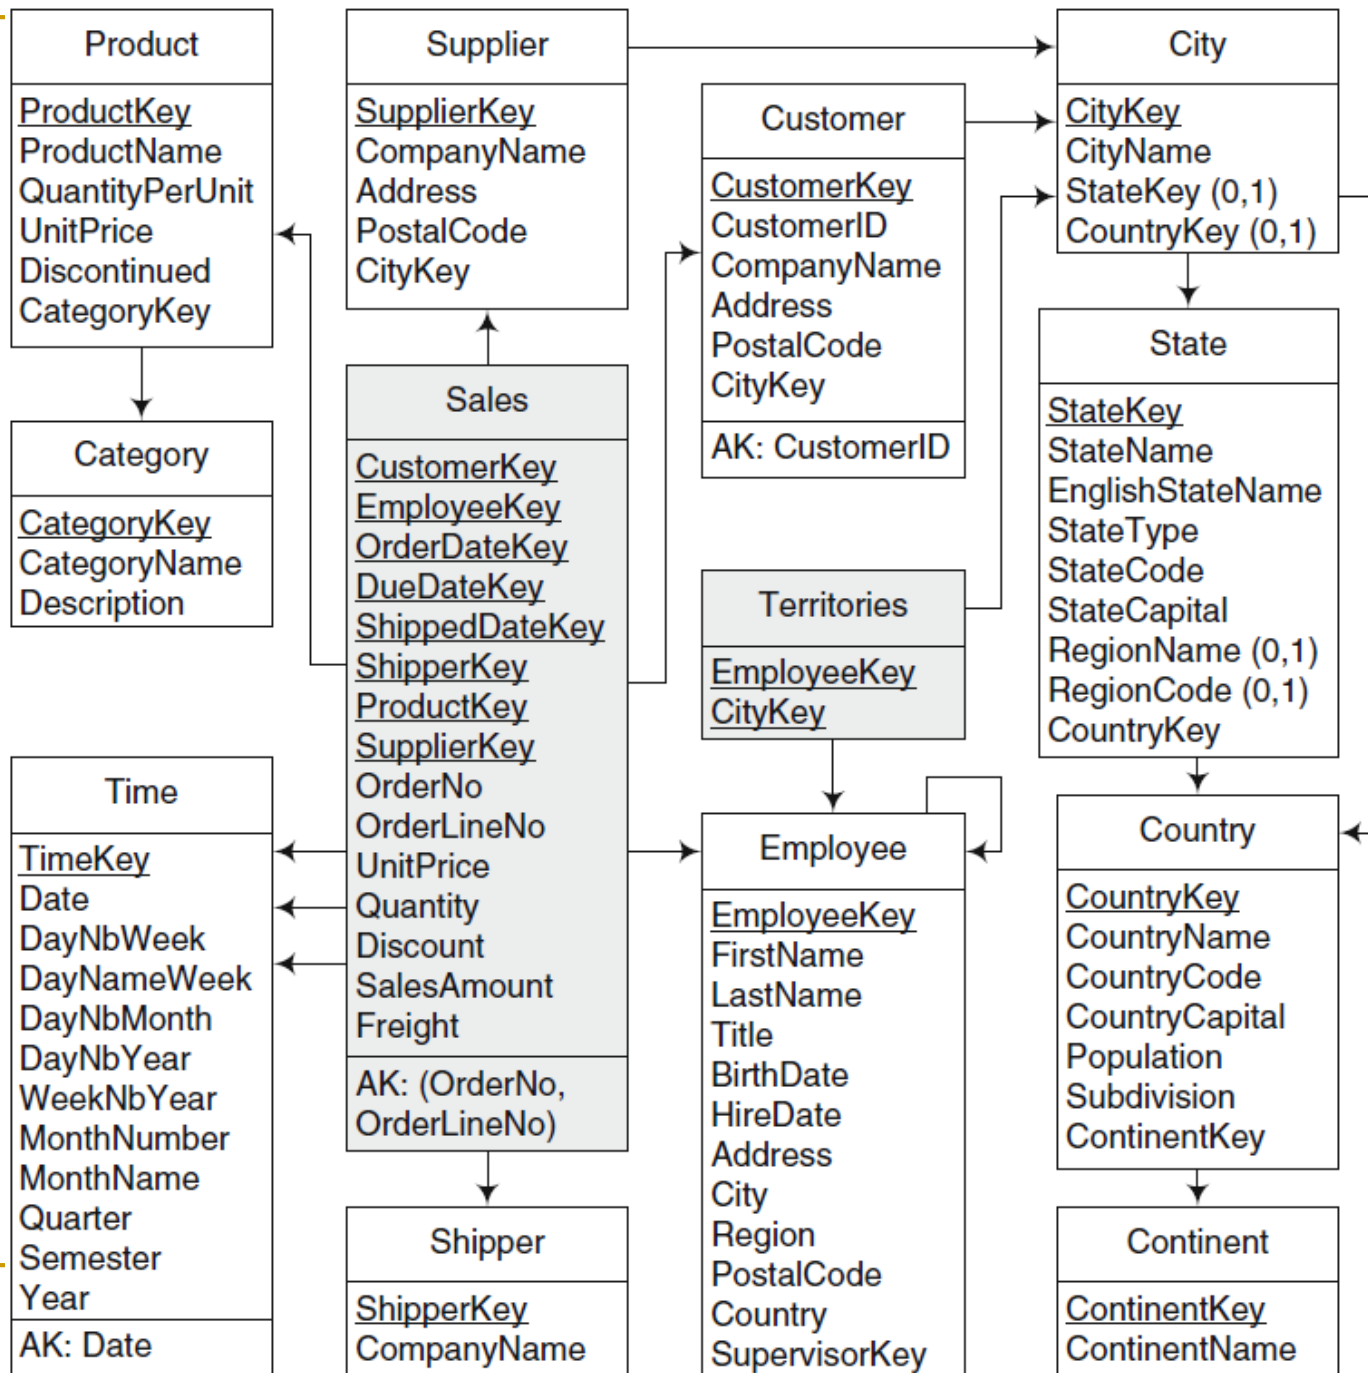 Product
ProductKey
ProductName
QuantityPerUnit
UnitPrice
Discontinued
CategoryKey
Category
CategoryKey
CategoryName
Description
Time
TimeKey
Date
DayNbWeek
DayNameWeek
DayNbMonth
DayNbYear
WeekNbYear
MonthNumber
MonthName
Quarter
Semester
Year
AK: Date
Supplier
SupplierKey
CompanyName
Address
PostalCode
CityKey
Sales
CustomerKey
EmployeeKey
OrderDateKey
DueDateKey
ShippedDateKey
ShipperKey
ProductKey
SupplierKey
OrderNo
OrderLineNo
UnitPrice
Quantity
Discount
SalesAmount
Freight
AK: (OrderNo,
OrderLineNo)
Shipper
ShipperKey
CompanyName
Customer
CustomerKey
CustomerID
CompanyName
Address
PostalCode
CityKey
AK: CustomerID
Territories
EmployeeKey
CityKey
Employee
EmployeeKey
FirstName
LastName
Title
BirthDate
HireDate
Address
City
Region
PostalCode
Country
SupervisorKey
City
CityKey
CityName
StateKey (0,1)
CountryKey (0,1)
State
StateKey
StateName
EnglishStateName
StateType
StateCode
StateCapital
RegionName (0,1)
RegionCode (0,1)
CountryKey
Country
CountryKey
CountryName
CountryCode
CountryCapital
Population
Subdivision
ContinentKey
Continent
ContinentKey
ContinentName